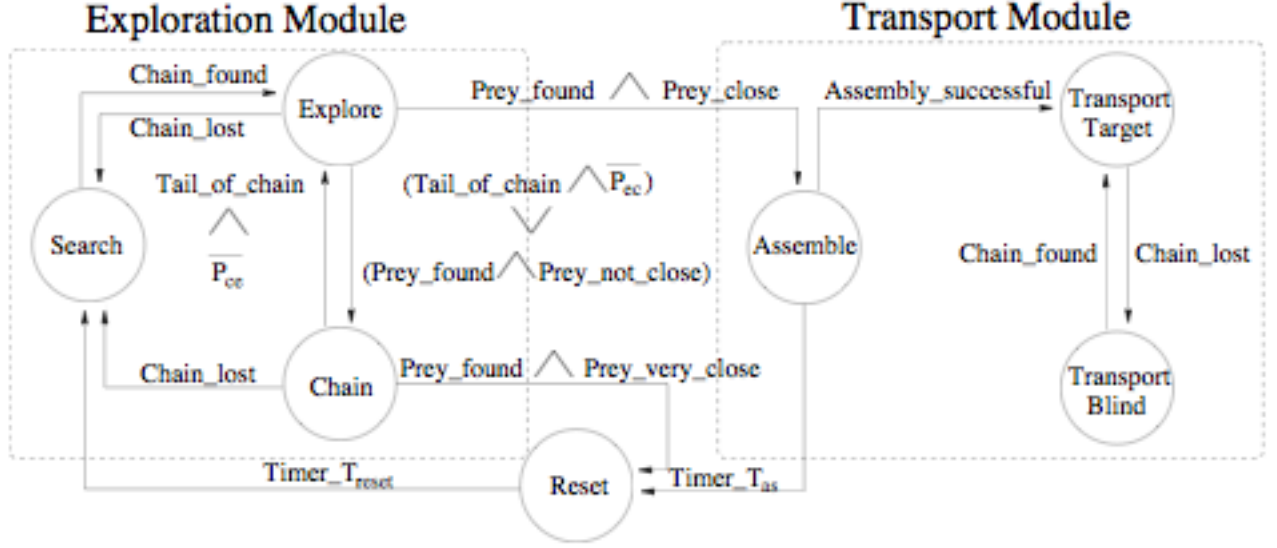 Exploration Module
Transport Module
Chain_found
Explore
Prey_found ∧ Prey_close
Assembly_successful
Transport
Target
Chain_lost
Tail_of_chain
∧
P̅ce
(Tail_of_chain ∧ P̅ec)
∨
(Prey_found ∧ Prey_not_close)
Search
Assemble
Chain_found
Chain_lost
Chain_lost
Chain
Prey_found ∧ Prey_very_close
Transport
Blind
Timer_Treset
Reset
Timer_Tas